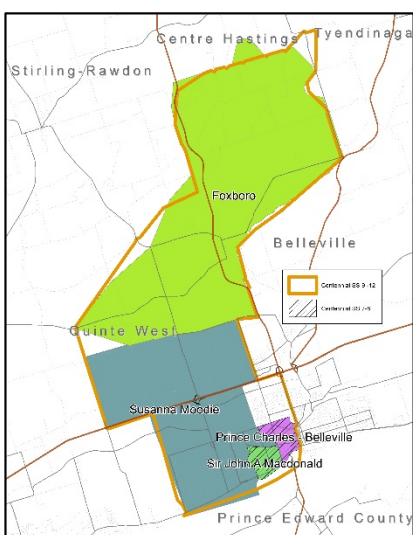 Centre Hastings
Tyendinaga
Stirling-Rawdon
Foxboro
Belleville
Centennial SS 9-12
Centennial SS 7-8
Quinte West
Susanna Moodie
Prince Charles - Belleville
Sir John A Macdonald
Prince Edward County